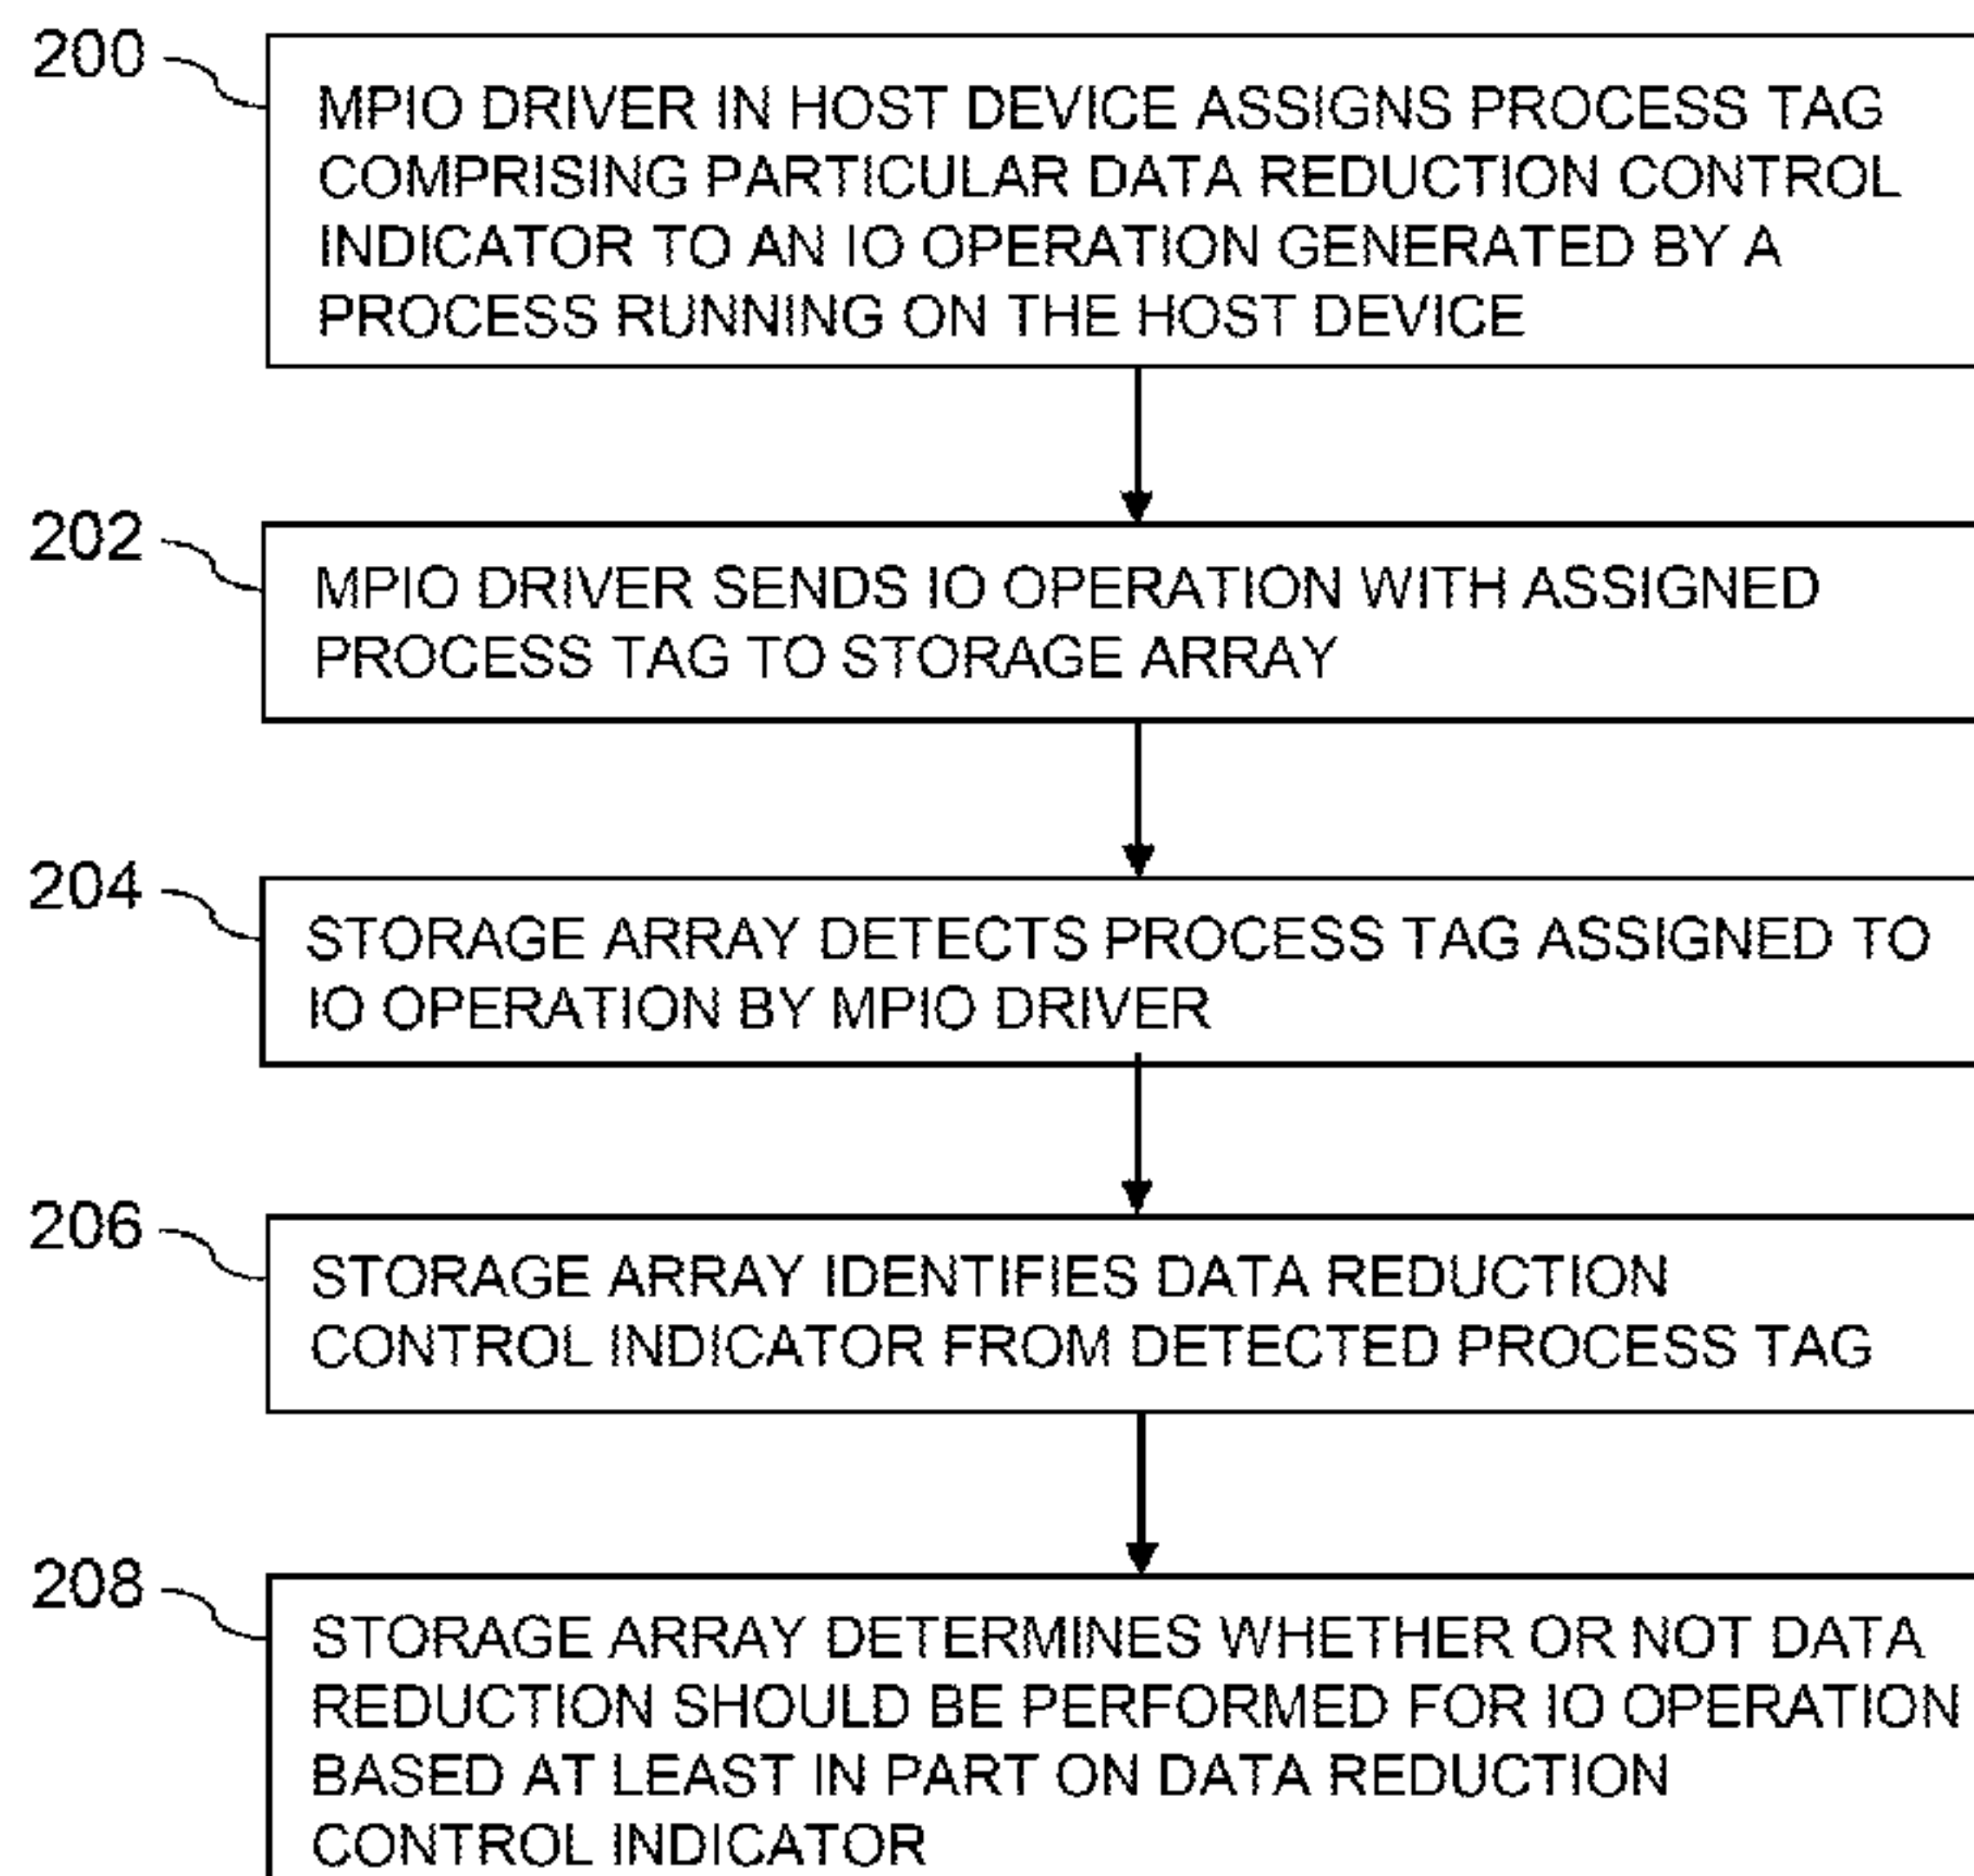 200
MPIO DRIVER IN HOST DEVICE ASSIGNS PROCESS TAG
COMPRISING PARTICULAR DATA REDUCTION CONTROL
INDICATOR TO AN IO OPERATION GENERATED BY A
PROCESS RUNNING ON THE HOST DEVICE
202
MPIO DRIVER SENDS IO OPERATION WITH ASSIGNED
PROCESS TAG TO STORAGE ARRAY
204
STORAGE ARRAY DETECTS PROCESS TAG ASSIGNED TO
IO OPERATION BY MPIO DRIVER
206
STORAGE ARRAY IDENTIFIES DATA REDUCTION
CONTROL INDICATOR FROM DETECTED PROCESS TAG
208
STORAGE ARRAY DETERMINES WHETHER OR NOT DATA
REDUCTION SHOULD BE PERFORMED FOR IO OPERATION
BASED AT LEAST IN PART ON DATA REDUCTION
CONTROL INDICATOR